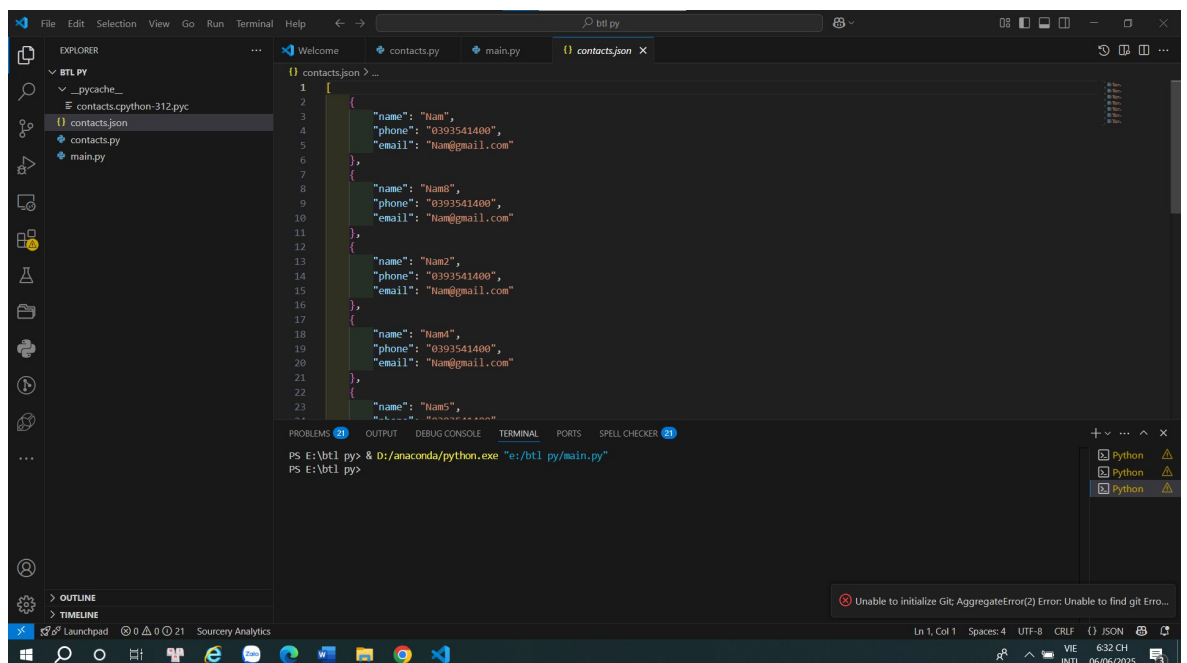 File Edit Selection View Go Run Terminal Help
btl py
EXPLORER
BTL PY
__pycache__
contacts.cpython-312.pyc
contacts.json
contacts.py
main.py
Welcome
contacts.py
main.py
{} contacts.json
{} contacts.json > ...
1 [
2 {
3 "name": "Nam",
4 "phone": "0393541400",
5 "email": "Nam@gmail.com"
6 },
7 {
8 "name": "Nam8",
9 "phone": "0393541400",
10 "email": "Nam@gmail.com"
11 },
12 {
13 "name": "Nam2",
14 "phone": "0393541400",
15 "email": "Nam@gmail.com"
16 },
17 {
18 "name": "Nam4",
19 "phone": "0393541400",
20 "email": "Nam@gmail.com"
21 },
22 {
23 "name": "Nam5",
PROBLEMS 21 OUTPUT DEBUG CONSOLE TERMINAL PORTS SPELL CHECKER 21
PS E:\btl py> & D:/anaconda/python.exe "e:/btl py/main.py"
PS E:\btl py>
Python
Python
Python
OUTLINE
TIMELINE
Unable to initialize Git; AggregateError(2) Error: Unable to find git Erro...
Launchpad 0 0 0 21 Sourcery Analytics
Ln 1, Col 1 Spaces: 4 UTF-8 CRLF {} JSON
Zalo
VIE
INTL
6:32 CH
06/06/2025